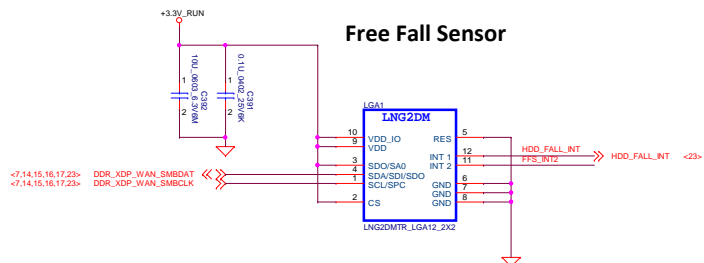 +3.3V_RUN
Free Fall Sensor
10U_0603_6.3V6M
C392
1
2
0.1U_0402_25V6K
C391
1
2
LGA1
LNG2DM
10 VDD_IO RES 5
9 VDD
INT 1 12 HDD_FALL_INT HDD_FALL_INT <23>
3 SDO/SA0 INT 2 11 FFS_INT2
<7,14,15,16,17,23> DDR_XDP_WAN_SMBDAT 4 SDA/SDI/SDO
<7,14,15,16,17,23> DDR_XDP_WAN_SMBCLK 1 SCL/SPC GND 6
GND 7
2 CS GND 8
LNG2DMTR_LGA12_2X2